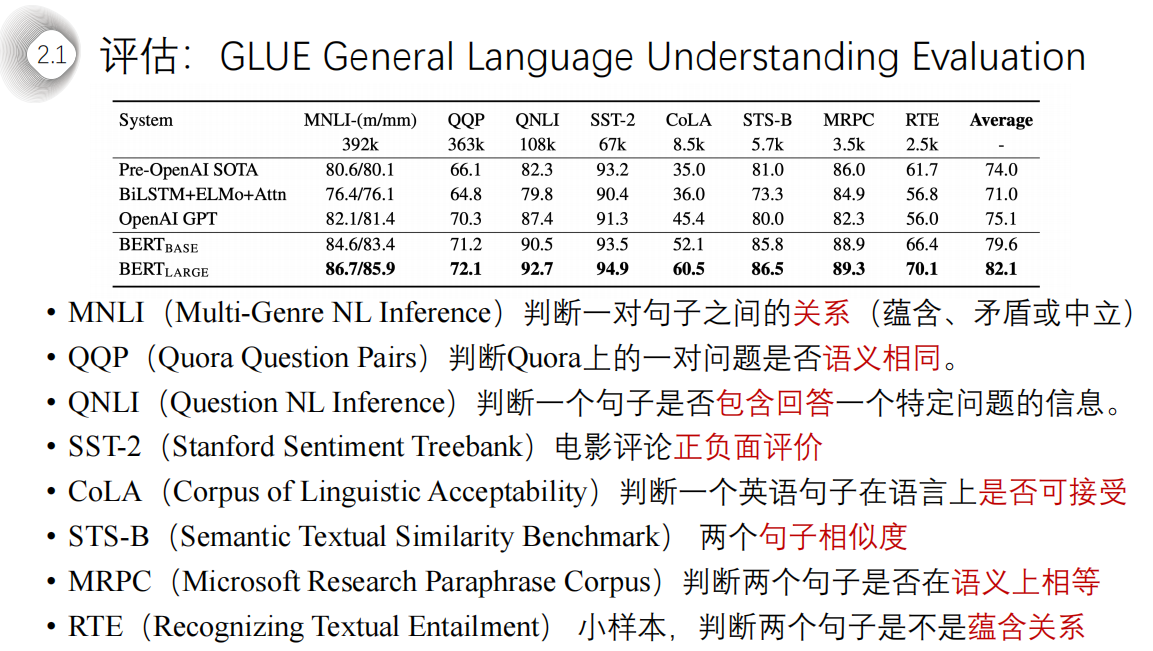 2.1 评估：GLUE General Language Understanding Evaluation
System MNLI-(m/mm) QQP QNLI SST-2 CoLA STS-B MRPC RTE Average
392k 363k 108k 67k 8.5k 5.7k 3.5k 2.5k -
Pre-OpenAI SOTA 80.6/80.1 66.1 82.3 93.2 35.0 81.0 86.0 61.7 74.0
BiLSTM+ELMo+Attn 76.4/76.1 64.8 79.8 90.4 36.0 73.3 84.9 56.8 71.0
OpenAI GPT 82.1/81.4 70.3 87.4 91.3 45.4 80.0 82.3 56.0 75.1
BERTBASE 84.6/83.4 71.2 90.5 93.5 52.1 85.8 88.9 66.4 79.6
BERTLARGE 86.7/85.9 72.1 92.7 94.9 60.5 86.5 89.3 70.1 82.1
• MNLI（Multi-Genre NL Inference）判断一对句子之间的关系（蕴含、矛盾或中立）
• QQP（Quora Question Pairs）判断Quora上的一对问题是否语义相同。
• QNLI（Question NL Inference）判断一个句子是否包含回答一个特定问题的信息。
• SST-2（Stanford Sentiment Treebank）电影评论正负面评价
• CoLA（Corpus of Linguistic Acceptability）判断一个英语句子在语言上是否可接受
• STS-B（Semantic Textual Similarity Benchmark） 两个句子相似度
• MRPC（Microsoft Research Paraphrase Corpus）判断两个句子是否在语义上相等
• RTE（Recognizing Textual Entailment） 小样本，判断两个句子是不是蕴含关系